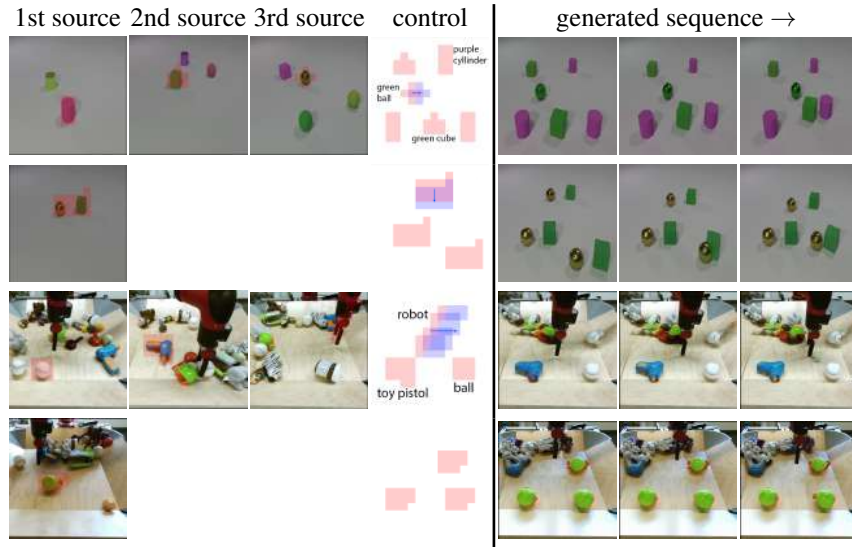 1st source 2nd source 3rd source control generated sequence →
purple
cyllinder
green
ball
green cube
robot
toy pistol
ball